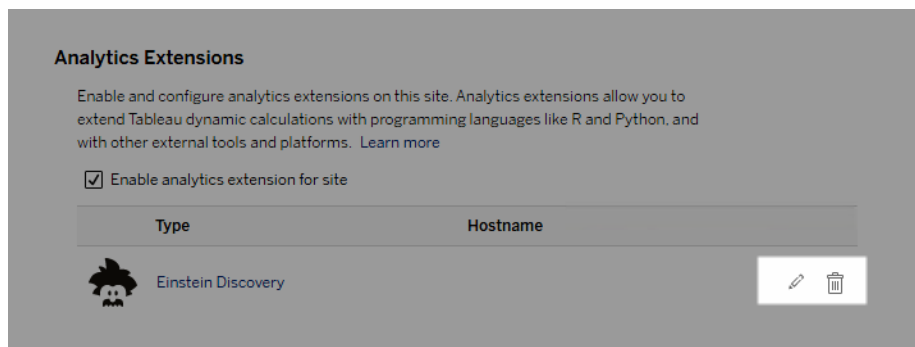 Analytics Extensions
Enable and configure analytics extensions on this site. Analytics extensions allow you to
extend Tableau dynamic calculations with programming languages like R and Python, and
with other external tools and platforms. Learn more
Enable analytics extension for site
Type Hostname
Einstein Discovery